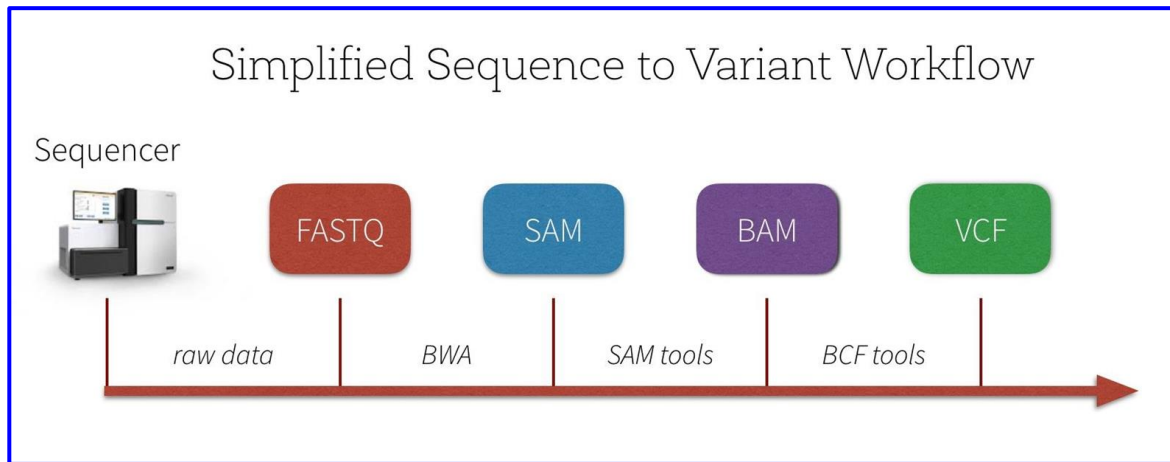 Simplified Sequence to Variant Workflow
Sequencer
FASTQ
SAM
BAM
VCF
raw data
BWA
SAM tools
BCF tools